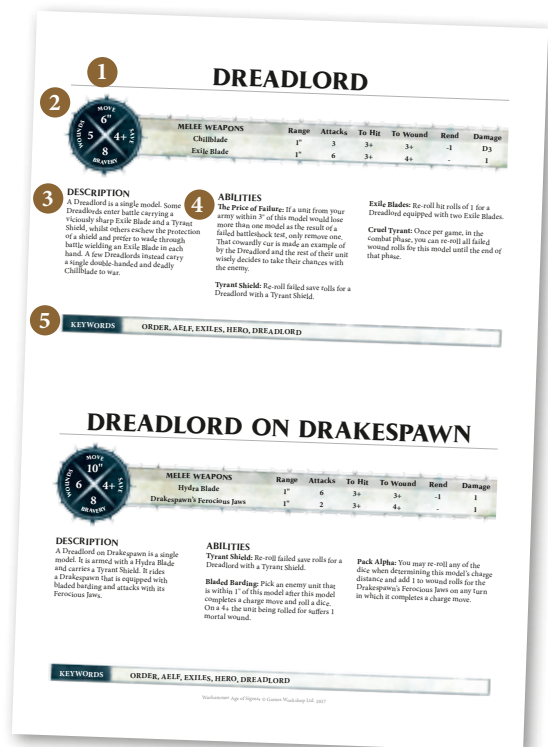 1
DREADLORD
2
MOVE
6"
WOUNDS 5 4+ SAVE
8
BRAVERY
MELEE WEAPONS Range Attacks To Hit To Wound Rend Damage
Chillblade 1" 3 3+ 3+ -1 D3
Exile Blade 1" 6 3+ 4+ - 1
3
DESCRIPTION
A Dreadlord is a single model. Some
Dreadlords enter battle carrying a
viciously sharp Exile Blade and a Tyrant
Shield, whilst others eschew the protection
of a shield and prefer to wade through
battle wielding an Exile Blade in each
hand. A few Dreadlords instead carry
a single double-handed and deadly
Chillblade to war.
4
ABILITIES
The Price of Failure: If a unit from your
army within 3" of this model would lose
more than one model as the result of a
failed battleshock test, only remove one.
That cowardly cur is made an example of
by the Dreadlord and the rest of their unit
wisely decides to take their chances with
the enemy.
Tyrant Shield: Re-roll failed save rolls for a
Dreadlord with a Tyrant Shield.
Exile Blades: Re-roll hit rolls of 1 for a
Dreadlord equipped with two Exile Blades.
Cruel Tyrant: Once per game, in the
combat phase, you can re-roll all failed
wound rolls for this model until the end of
that phase.
5
KEYWORDS ORDER, AELF, EXILES, HERO, DREADLORD
DREADLORD ON DRAKESPAWN
MOVE
10"
WOUNDS 6 4+ SAVE
8
BRAVERY
MELEE WEAPONS Range Attacks To Hit To Wound Rend Damage
Hydra Blade 1" 6 3+ 3+ -1 1
Drakespawn's Ferocious Jaws 1" 2 3+ 4+ - 1
DESCRIPTION
A Dreadlord on Drakespawn is a single
model. It is armed with a Hydra Blade
and carries a Tyrant Shield. It rides
a Drakespawn that is equipped with
bladed barding and attacks with its
Ferocious Jaws.
ABILITIES
Tyrant Shield: Re-roll failed save rolls for a
Dreadlord with a Tyrant Shield.
Bladed Barding: Pick an enemy unit that
is within 1" of this model after this model
completes a charge move and roll a dice.
On a 4+ the unit being rolled for suffers 1
mortal wound.
Pack Alpha: You may re-roll any of the
dice when determining this model's charge
distance and add 1 to wound rolls for the
Drakespawn's Ferocious Jaws on any turn
in which it completes a charge move.
KEYWORDS ORDER, AELF, EXILES, HERO, DREADLORD
Warhammer Age of Sigmar, © Games Workshop Ltd. 2017